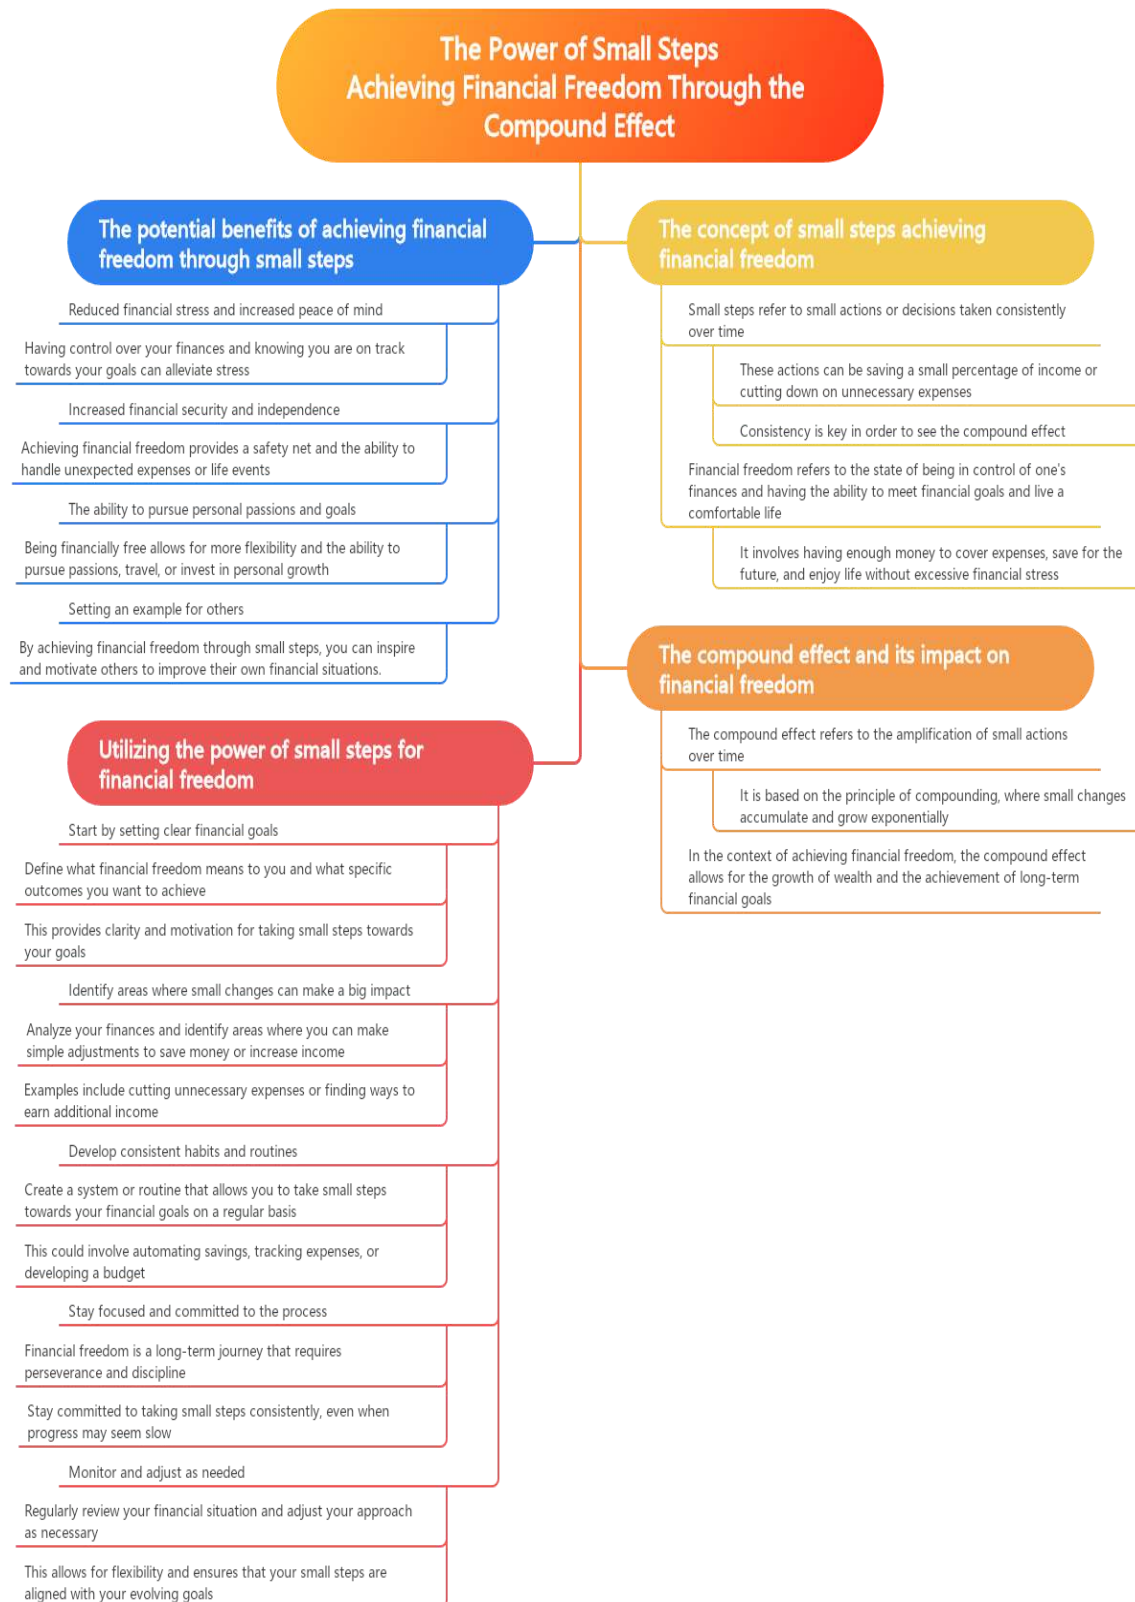 The Power of Small Steps
Achieving Financial Freedom Through the
Compound Effect
The potential benefits of achieving financial
freedom through small steps
Reduced financial stress and increased peace of mind
Having control over your finances and knowing you are on track
towards your goals can alleviate stress
Increased financial security and independence
Achieving financial freedom provides a safety net and the ability to
handle unexpected expenses or life events
The ability to pursue personal passions and goals
Being financially free allows for more flexibility and the ability to
pursue passions, travel, or invest in personal growth
Setting an example for others
By achieving financial freedom through small steps, you can inspire
and motivate others to improve their own financial situations.
Utilizing the power of small steps for
financial freedom
Start by setting clear financial goals
Define what financial freedom means to you and what specific
outcomes you want to achieve
This provides clarity and motivation for taking small steps towards
your goals
Identify areas where small changes can make a big impact
Analyze your finances and identify areas where you can make
simple adjustments to save money or increase income
Examples include cutting unnecessary expenses or finding ways to
earn additional income
Develop consistent habits and routines
Create a system or routine that allows you to take small steps
towards your financial goals on a regular basis
This could involve automating savings, tracking expenses, or
developing a budget
Stay focused and committed to the process
Financial freedom is a long-term journey that requires
perseverance and discipline
Stay committed to taking small steps consistently, even when
progress may seem slow
Monitor and adjust as needed
Regularly review your financial situation and adjust your approach
as necessary
This allows for flexibility and ensures that your small steps are
aligned with your evolving goals
The concept of small steps achieving
financial freedom
Small steps refer to small actions or decisions taken consistently
over time
These actions can be saving a small percentage of income or
cutting down on unnecessary expenses
Consistency is key in order to see the compound effect
Financial freedom refers to the state of being in control of one's
finances and having the ability to meet financial goals and live a
comfortable life
It involves having enough money to cover expenses, save for the
future, and enjoy life without excessive financial stress
The compound effect and its impact on
financial freedom
The compound effect refers to the amplification of small actions
over time
It is based on the principle of compounding, where small changes
accumulate and grow exponentially
In the context of achieving financial freedom, the compound effect
allows for the growth of wealth and the achievement of long-term
financial goals